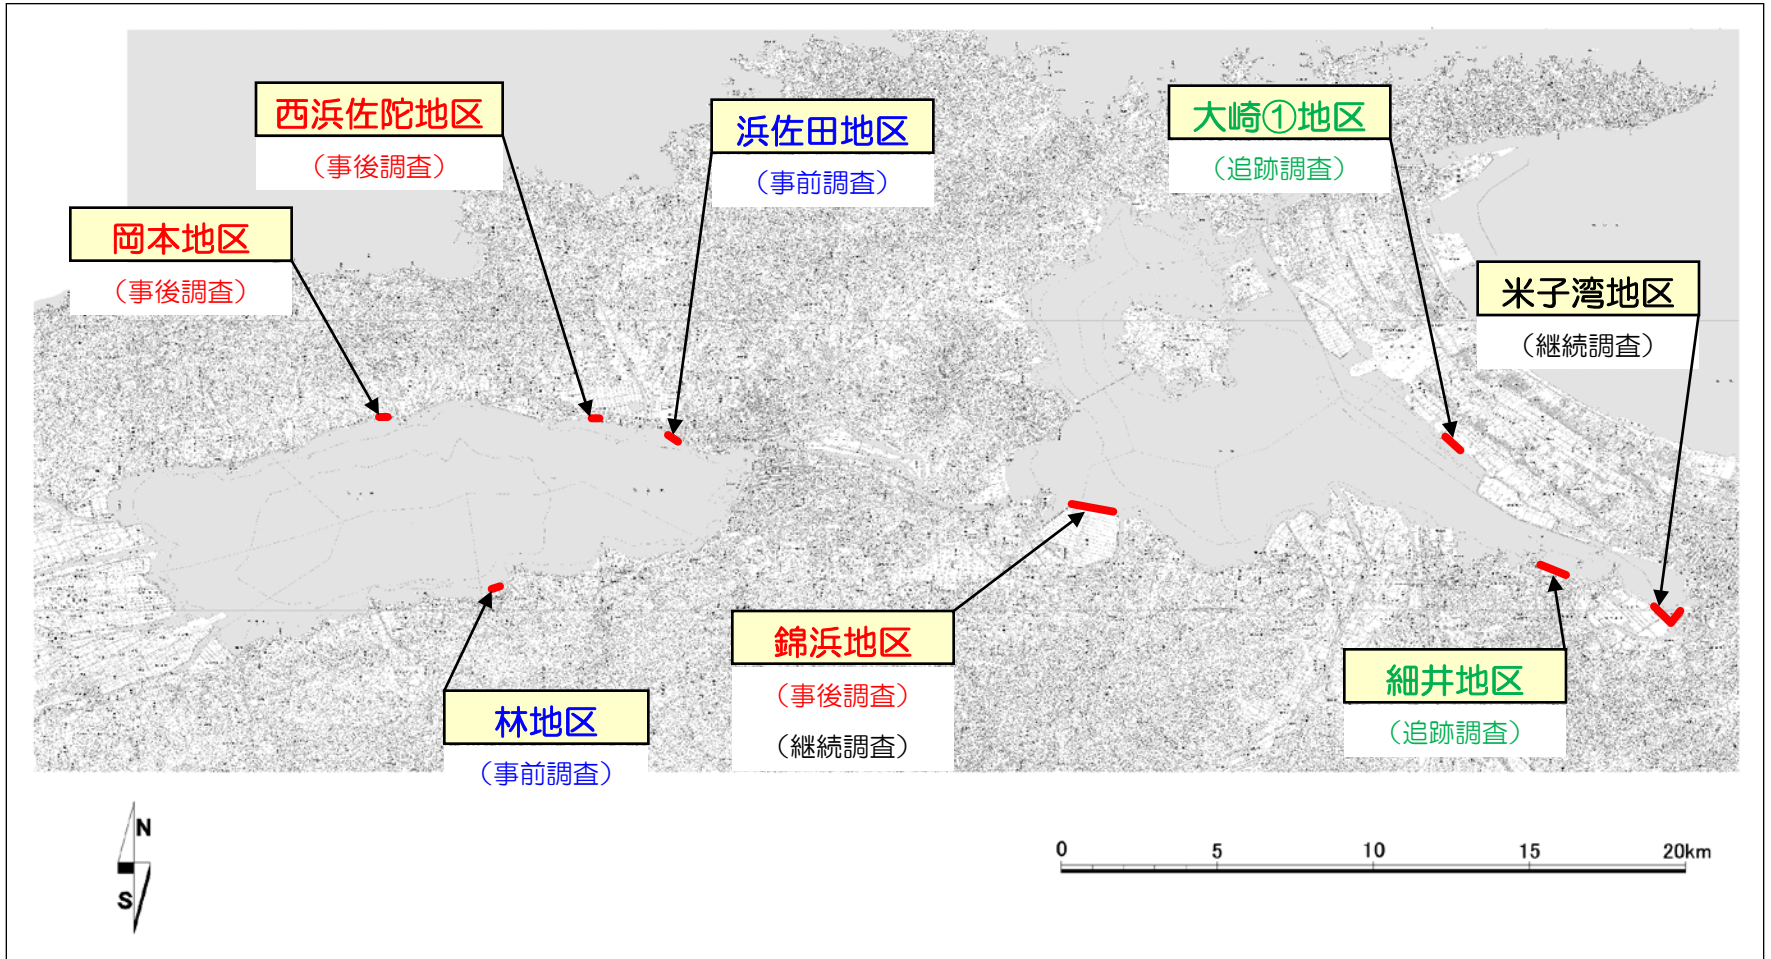 西浜佐陀地区
（事後調査）
浜佐田地区
（事前調査）
大崎①地区
（追跡調査）
岡本地区
（事後調査）
米子湾地区
（継続調査）
錦浜地区
（事後調査）
（継続調査）
細井地区
（追跡調査）
林地区
（事前調査）
N
S
0 5 10 15 20km